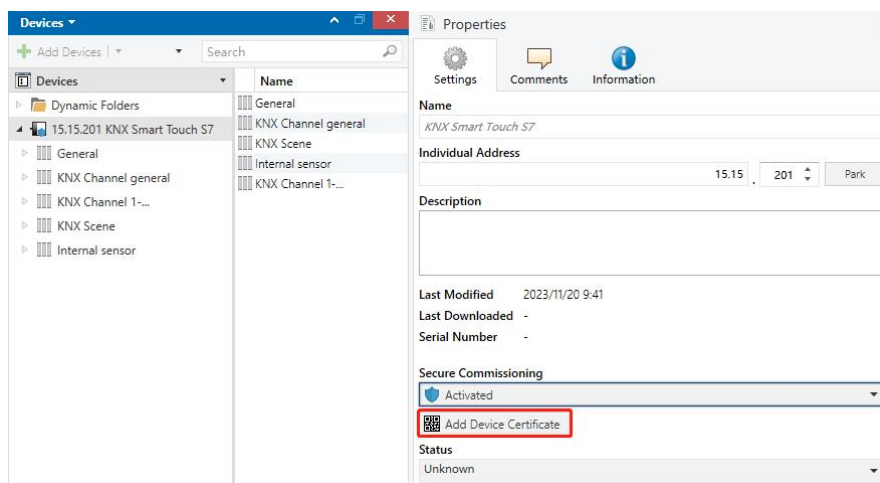 Devices
Add Devices
Search
Devices
Dynamic Folders
15.15.201 KNX Smart Touch S7
General
KNX Channel general
KNX Channel 1-...
KNX Scene
Internal sensor
Name
General
KNX Channel general
KNX Scene
Internal sensor
KNX Channel 1-...
Properties
Settings Comments Information
Name
KNX Smart Touch S7
Individual Address
15.15 . 201 Park
Description
Last Modified 2023/11/20 9:41
Last Downloaded -
Serial Number -
Secure Commissioning
Activated
Add Device Certificate
Status
Unknown